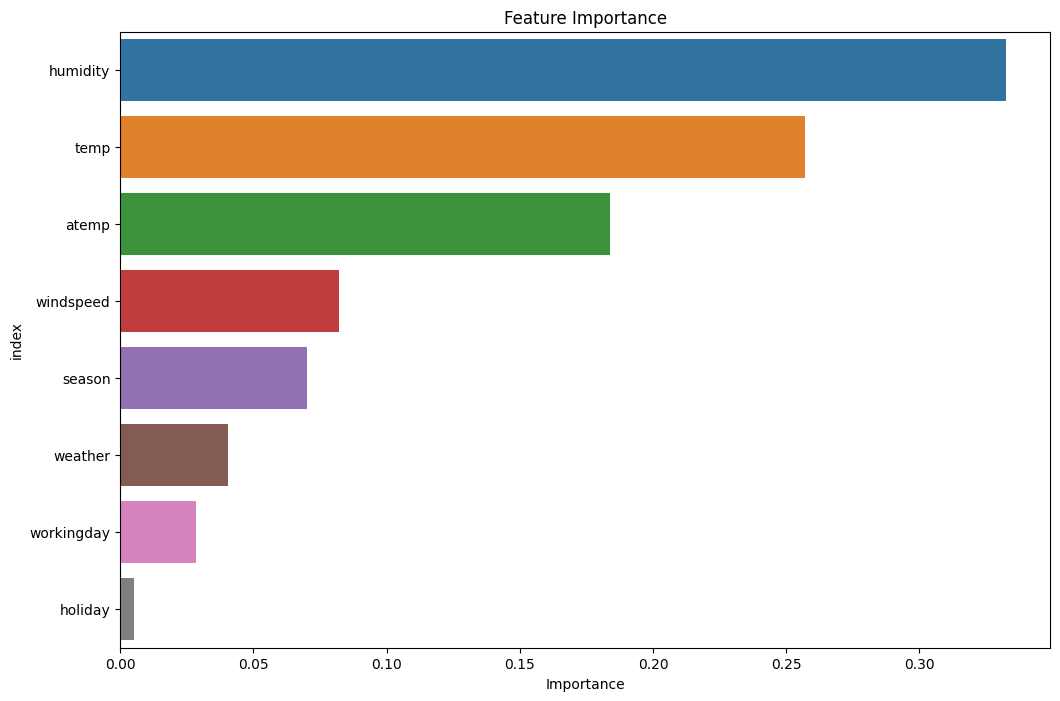 Feature Importance
humidity
temp
atemp
windspeed
season
weather
workingday
holiday
index
0.00 0.05 0.10 0.15 0.20 0.25 0.30
Importance